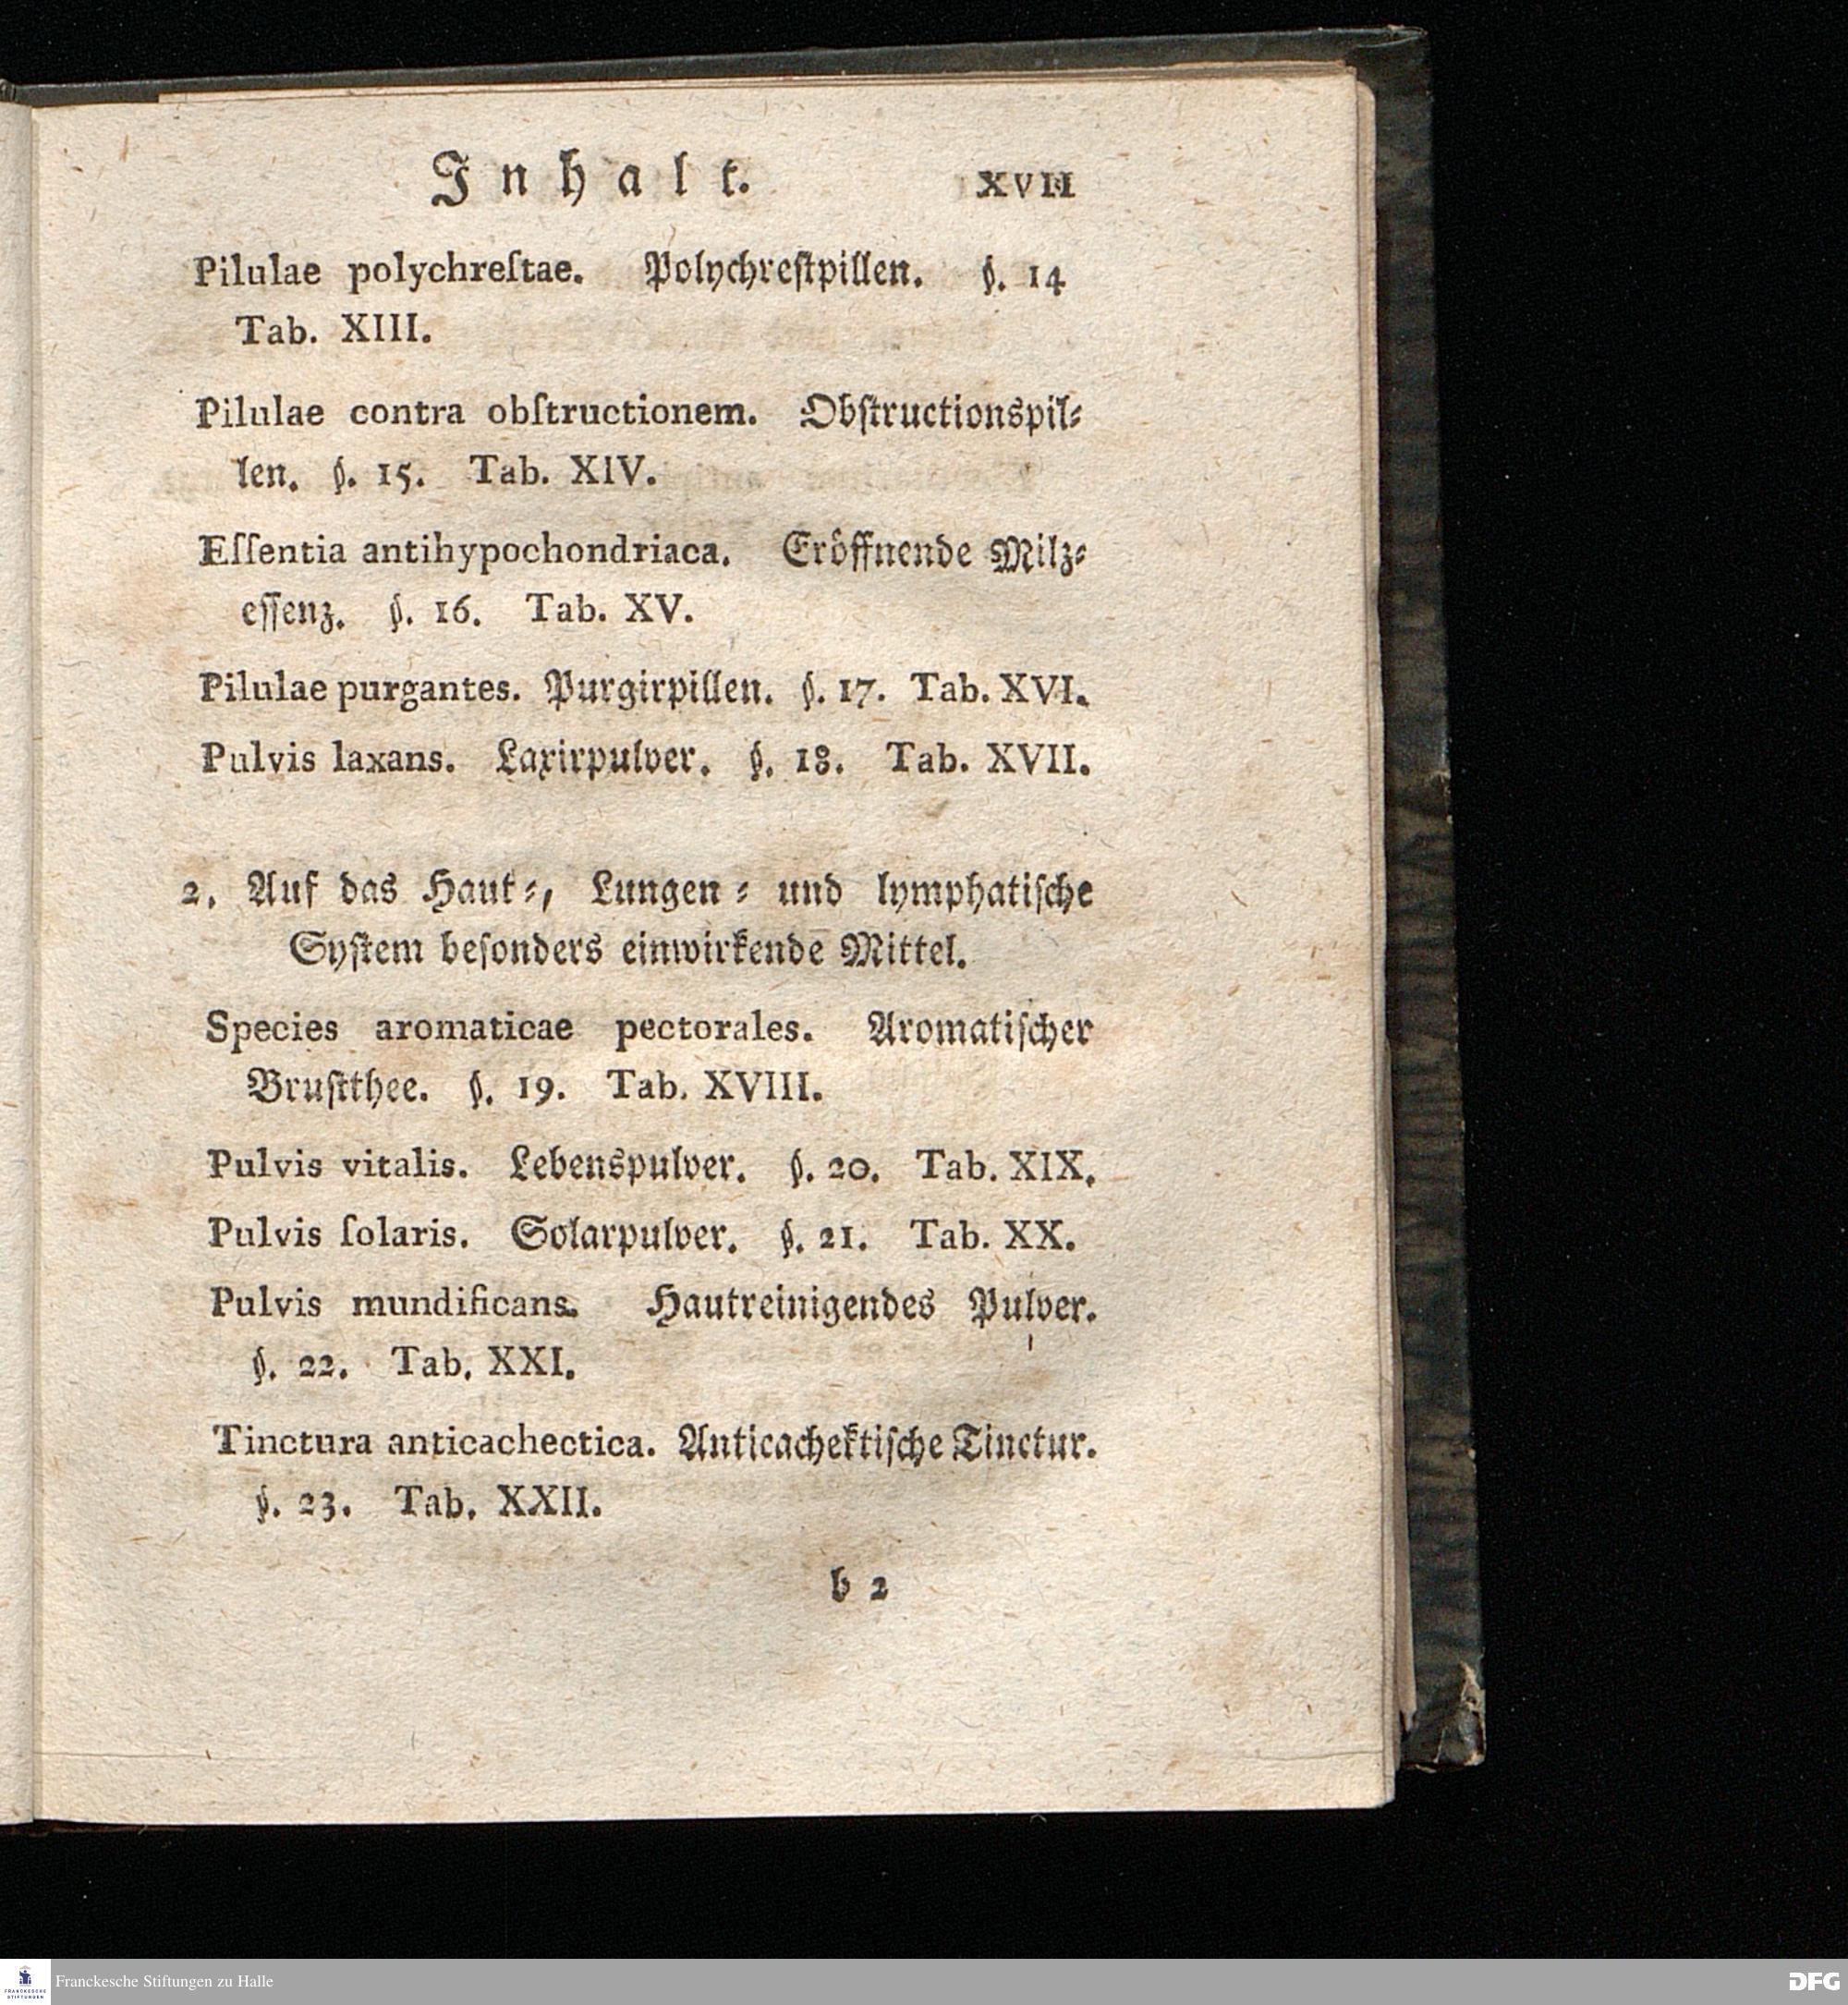 Inhalt. XVII
Pilulae polychreſtae. Polychreſtpillen. §. 14
Tab. XIII.
Pilulae contra obſtructionem. Obſtructionspil⸗
len. §. 15. Tab. XIV.
Eſſentia antihypochondriaca. Eröffnende Milz⸗
eſſenz. §. 16. Tab. XV.
Pilulae purgantes. Purgirpillen. §. 17. Tab. XVI.
Pulvis laxans. Laxirpulver. §. 18. Tab. XVII.
2. Auf das Haut⸗, Lungen⸗ und lymphatiſche
Syſtem beſonders einwirkende Mittel.
Species aromaticae pectorales. Aromatiſcher
Bruſtthee. §. 19. Tab. XVIII.
Pulvis vitalis. Lebenspulver. §. 20. Tab. XIX.
Pulvis ſolaris. Solarpulver. §. 21. Tab. XX.
Pulvis mundificans. Hautreinigendes Pulver.
§. 22. Tab. XXI.
Tinctura anticachectica. Anticachektiſche Tinctur.
§. 23. Tab. XXII.
b 2
FRANCKESCHE
STIFTUNGEN
Franckesche Stiftungen zu Halle
DFG